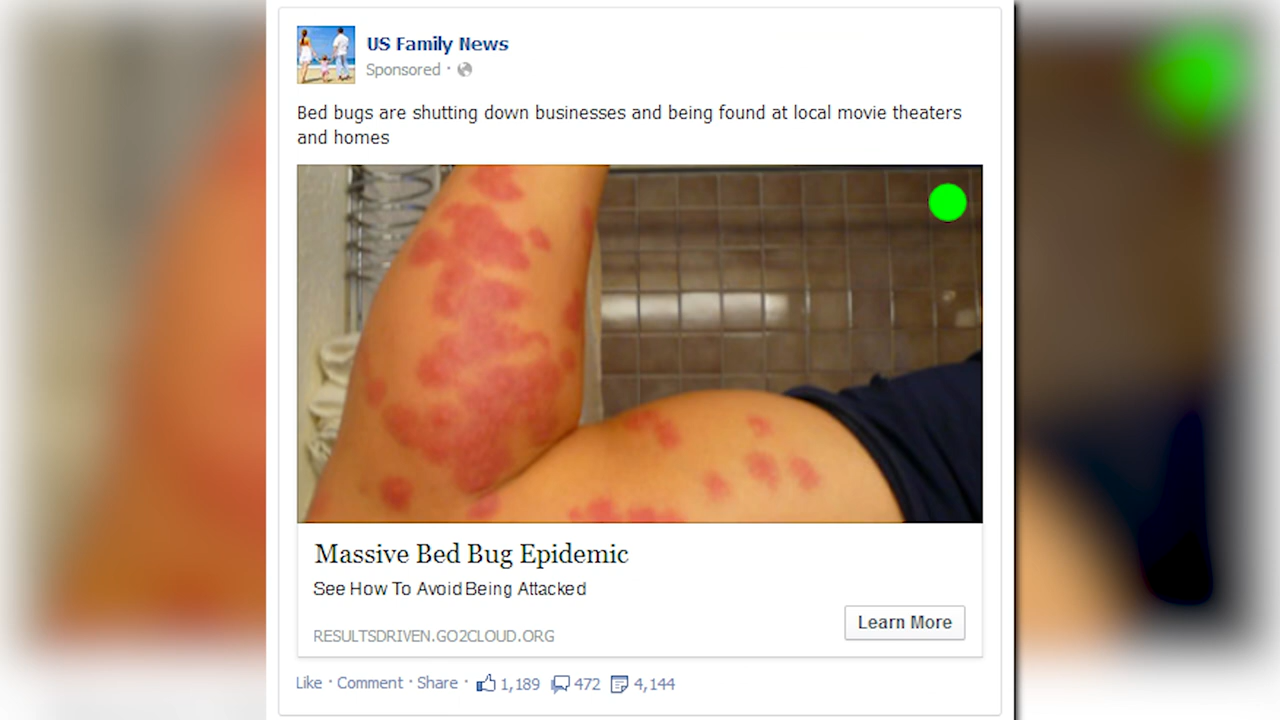 US Family News
Sponsored ·
Bed bugs are shutting down businesses and being found at local movie theaters
and homes
Massive Bed Bug Epidemic
See How To Avoid Being Attacked
Learn More
RESULTSDRIVEN.GO2CLOUD.ORG
Like · Comment · Share · 1,189 472 4,144